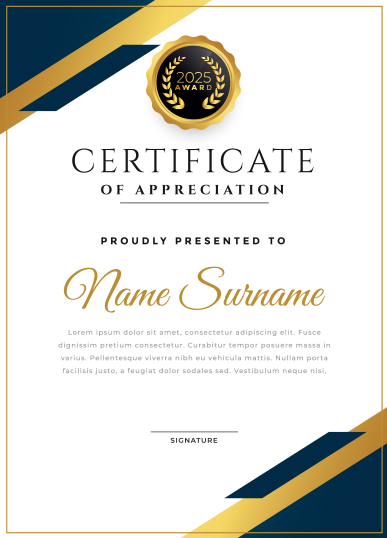 2025
AWARD
CERTIFICATE
OF APPRECIATION
PROUDLY PRESENTED TO
Name Surname
Lorem ipsum dolor sit amet, consectetur adipiscing elit. Fusce
dignissim pretium consectetur. Curabitur tempor posuere massa in
varius. Pellentesque viverra nibh eu vehicula mattis. Nullam porta
facilisis justo, a feugiat dolor sodales sed. Vestibulum neque nisi,
SIGNATURE